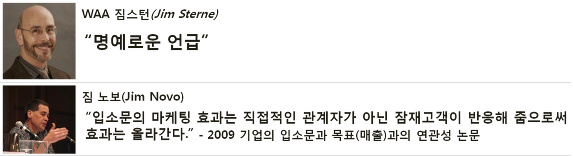 WAA 짐스턴(Jim Sterne)
“명예로운 언급“
짐 노보(Jim Novo)
“입소문의 마케팅 효과는 직접적인 관계자가 아닌 잠재고객이 반응해 줌으로써
효과는 올라간다.” - 2009 기업의 입소문과 목표(매출)과의 연관성 논문